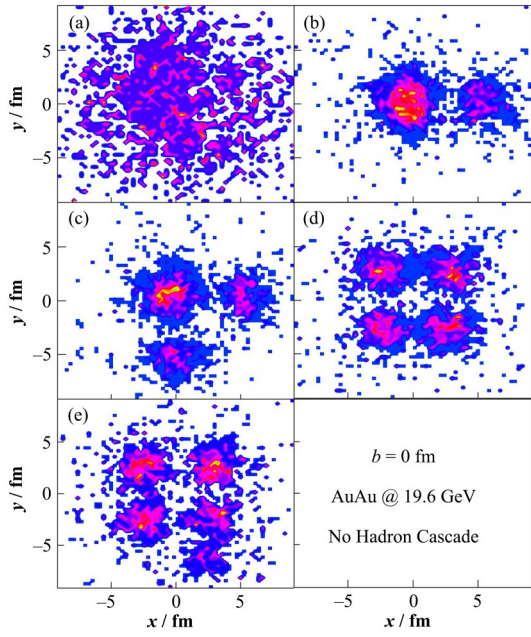 (a)
(b)
y / fm
5
0
−5
(c)
(d)
y / fm
5
0
−5
(e)
y / fm
5
0
−5
b = 0 fm
AuAu @ 19.6 GeV
No Hadron Cascade
−5 0 5
−5 0 5
x / fm
x / fm